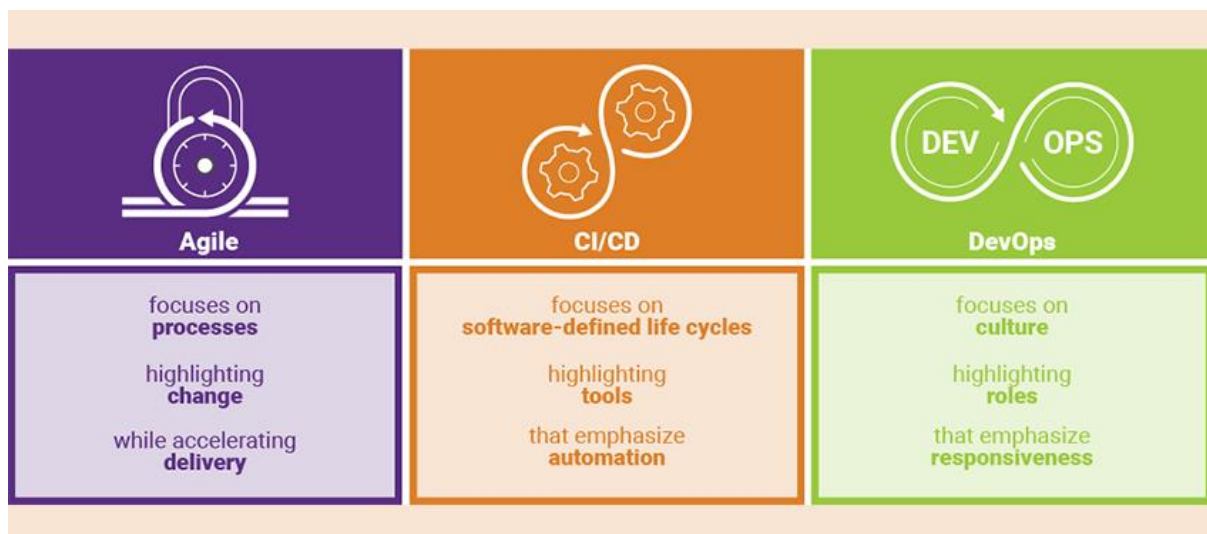 Agile
focuses on
processes
highlighting
change
while accelerating
delivery
CI/CD
focuses on
software-defined life cycles
highlighting
tools
that emphasize
automation
DEV
OPS
DevOps
focuses on
culture
highlighting
roles
that emphasize
responsiveness